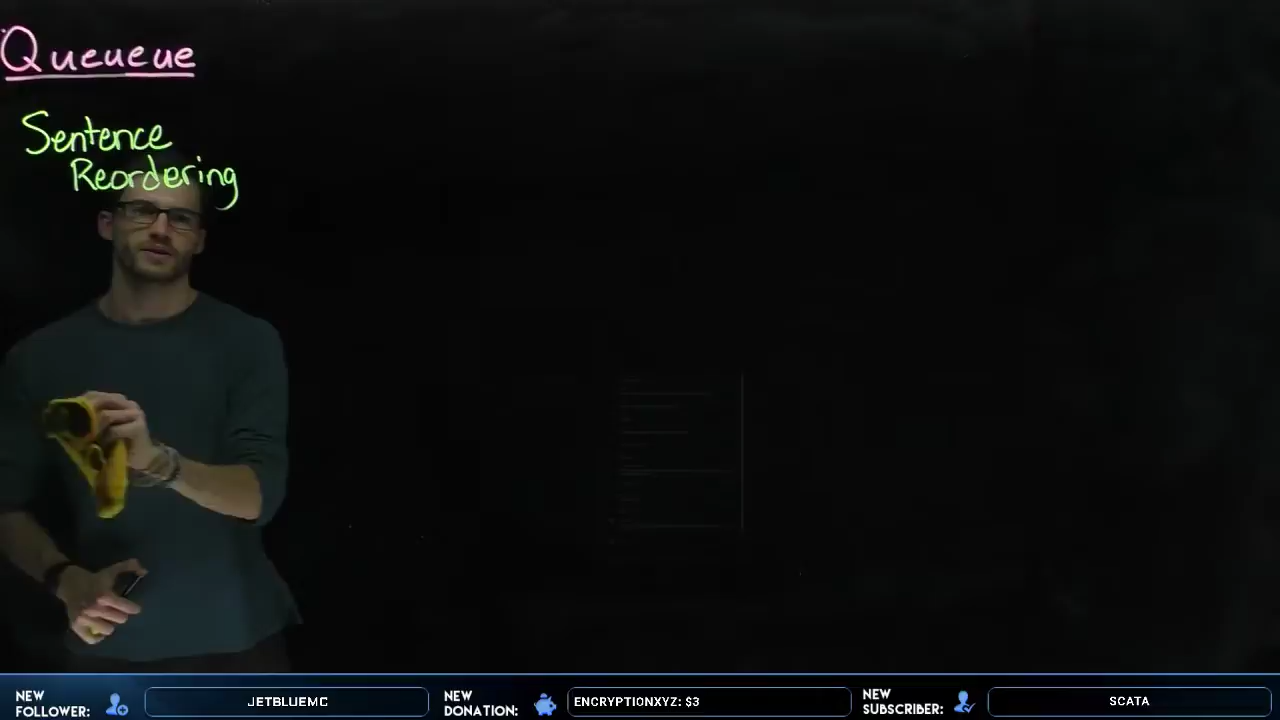 Queueue
Sentence
Reordering
NEW
FOLLOWER:
JETBLUEMC
NEW
DONATION:
ENCRYPTIONXYZ: $3
NEW
SUBSCRIBER:
SCATA